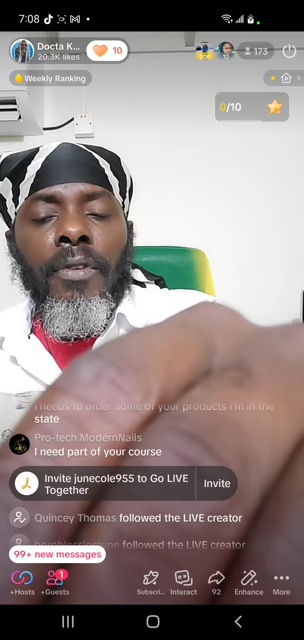 7:08
Docta K...
20.3K likes
10
173
Weekly Ranking
0/10
I needs to order some of your products I'm in the
state
Pro-tech ModernNails
I need part of your course
Invite junecole955 to Go LIVE
Together
Invite
Quincey Thomas followed the LIVE creator
followed the LIVE creator
99+ new messages
1
+Hosts
+Guests
Subscri...
Interact
92
Enhance
More